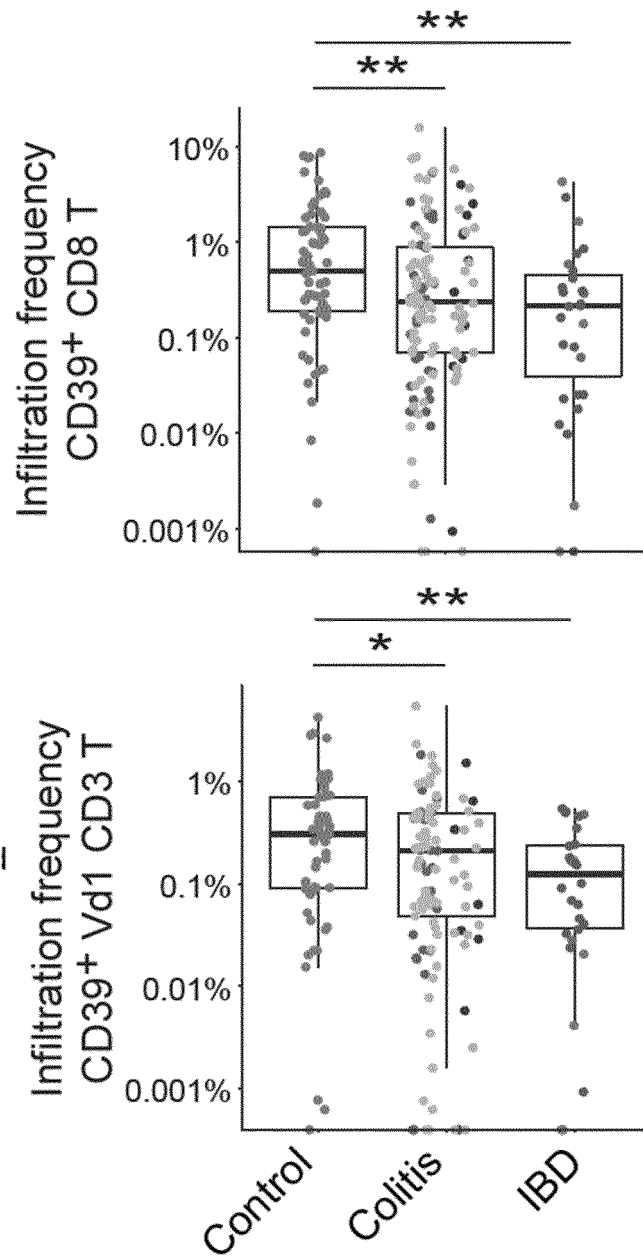 **
**
Infiltration frequency
CD39+ CD8 T
10%
1%
0.1%
0.01%
0.001%
**
*
Infiltration frequency
CD39+ Vd1 CD3 T
1%
0.1%
0.01%
0.001%
Control
Colitis
IBD